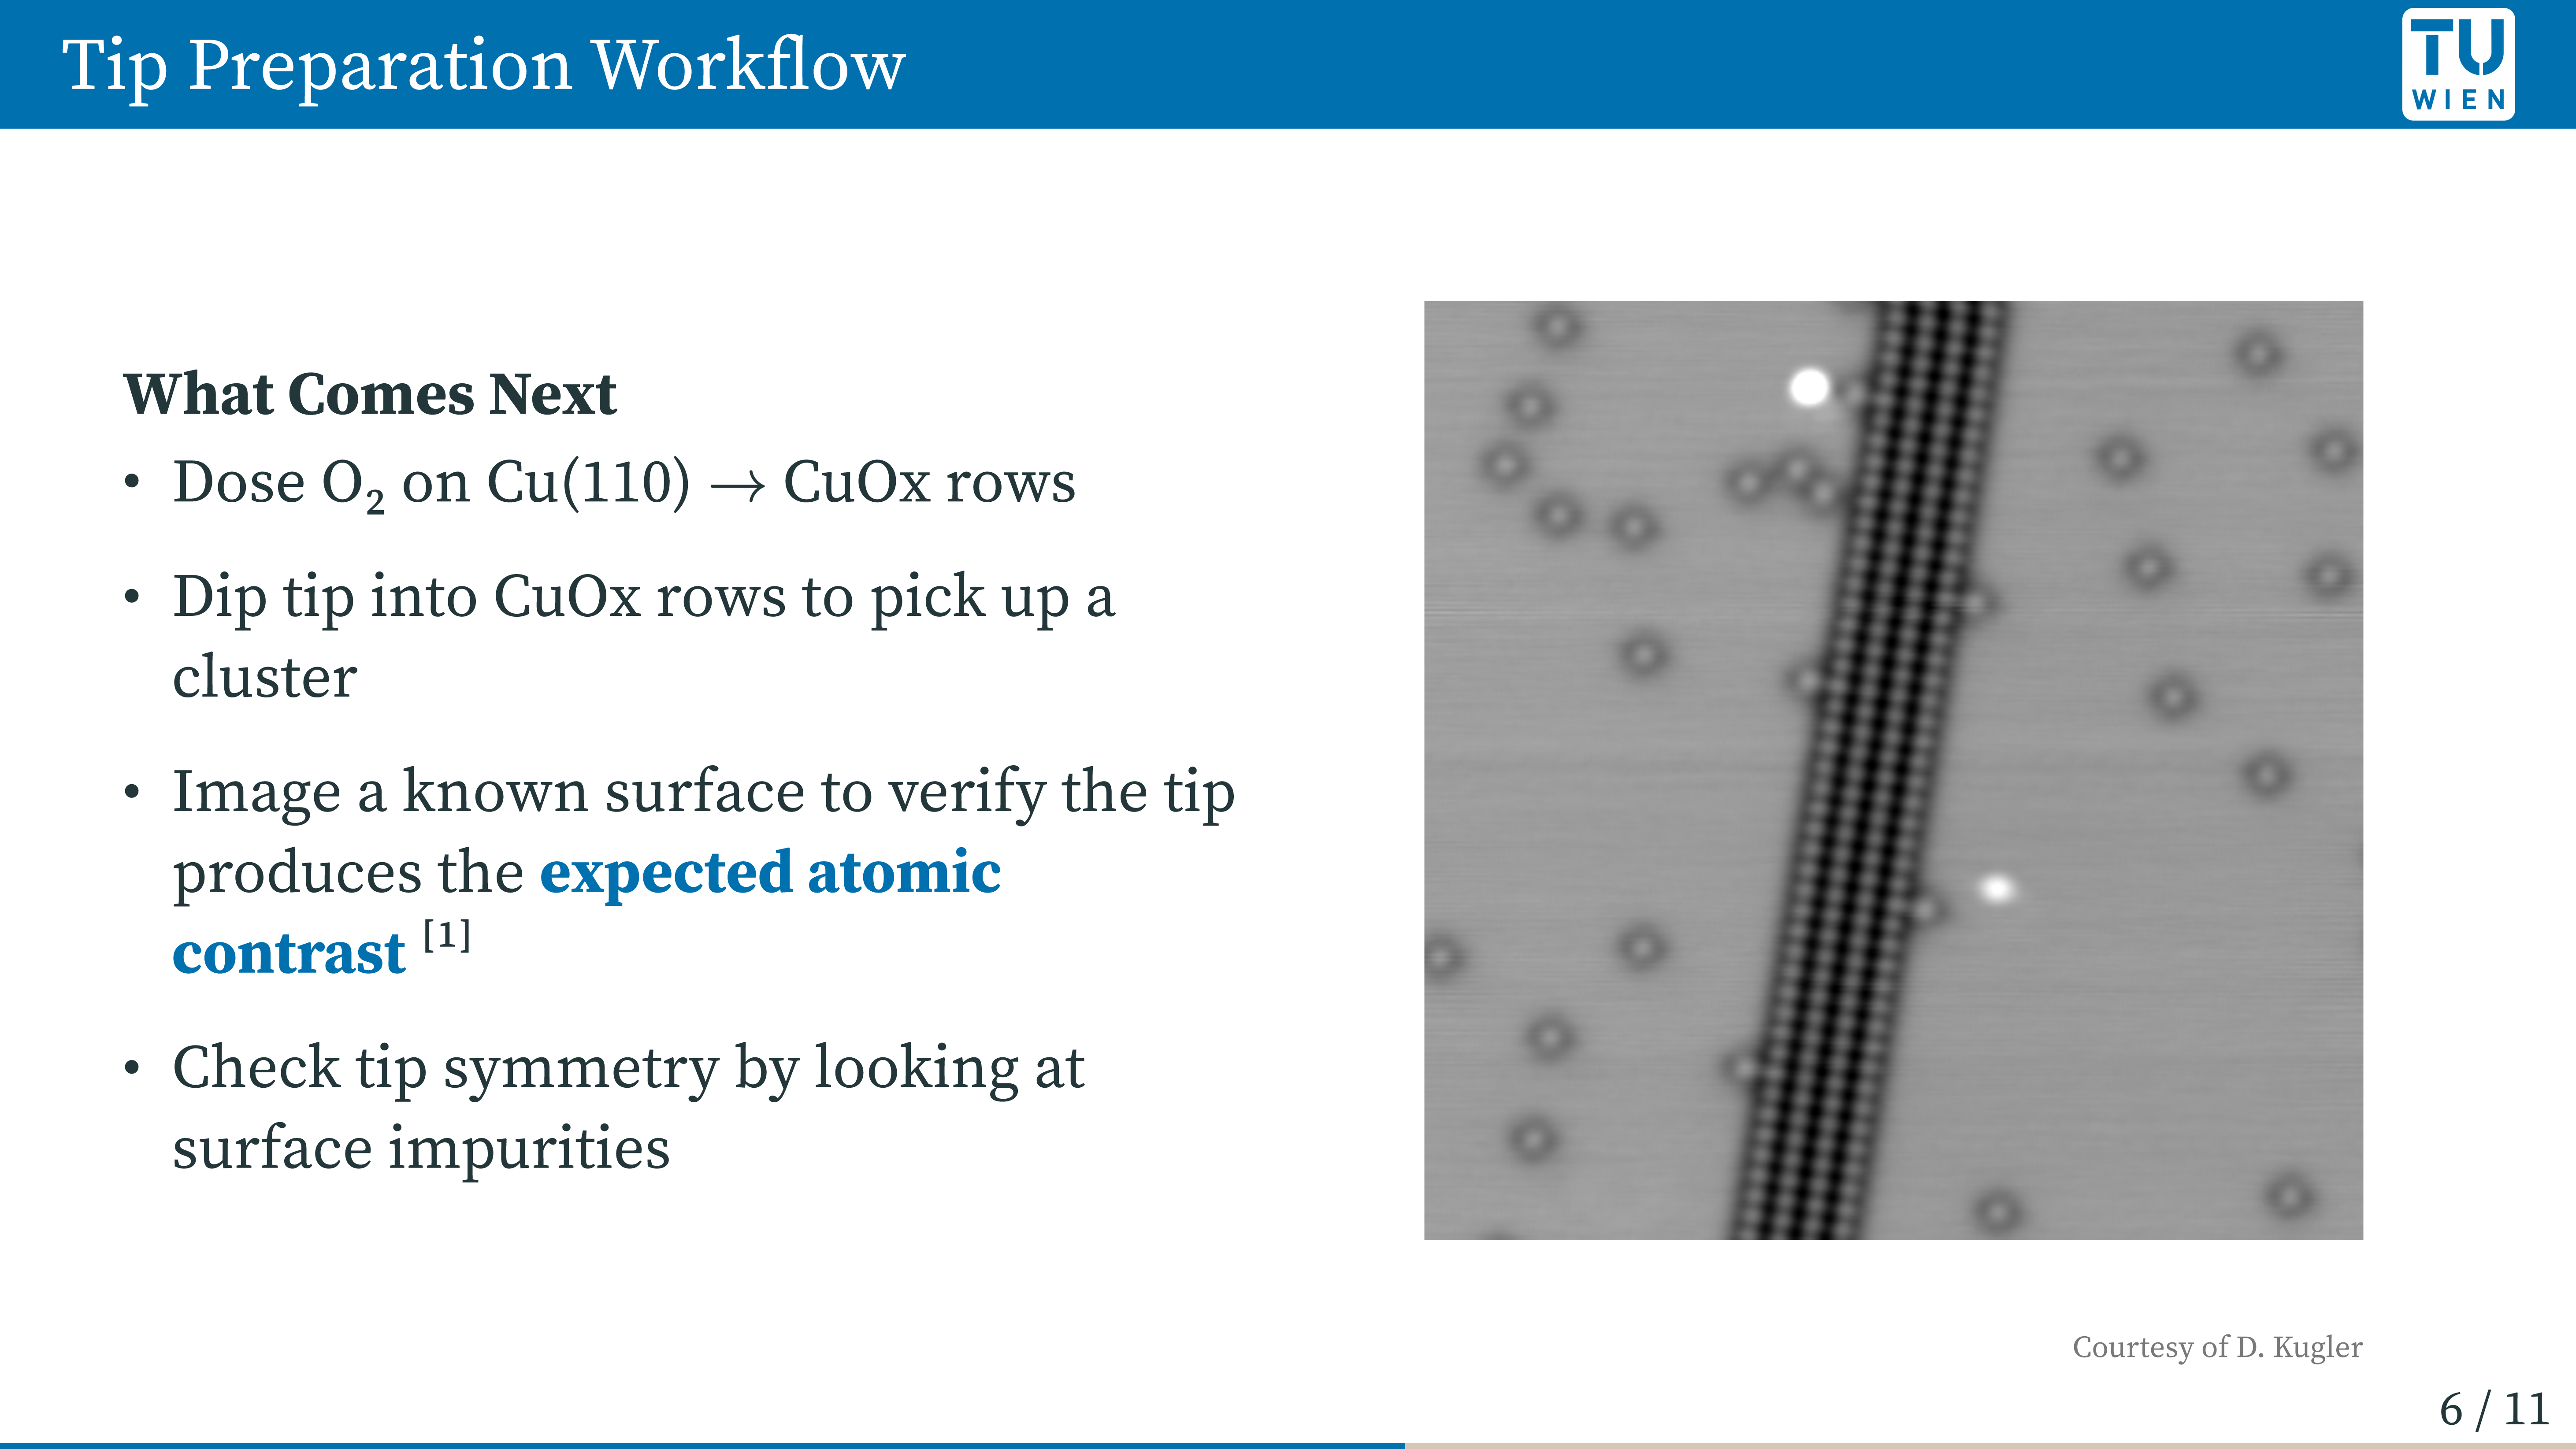 Tip Preparation Workflow
TU
WIEN
What Comes Next
• Dose O₂ on Cu(110) → CuOx rows
• Dip tip into CuOx rows to pick up a
cluster
• Image a known surface to verify the tip
produces the expected atomic
contrast [1]
• Check tip symmetry by looking at
surface impurities
Courtesy of D. Kugler
6 / 11